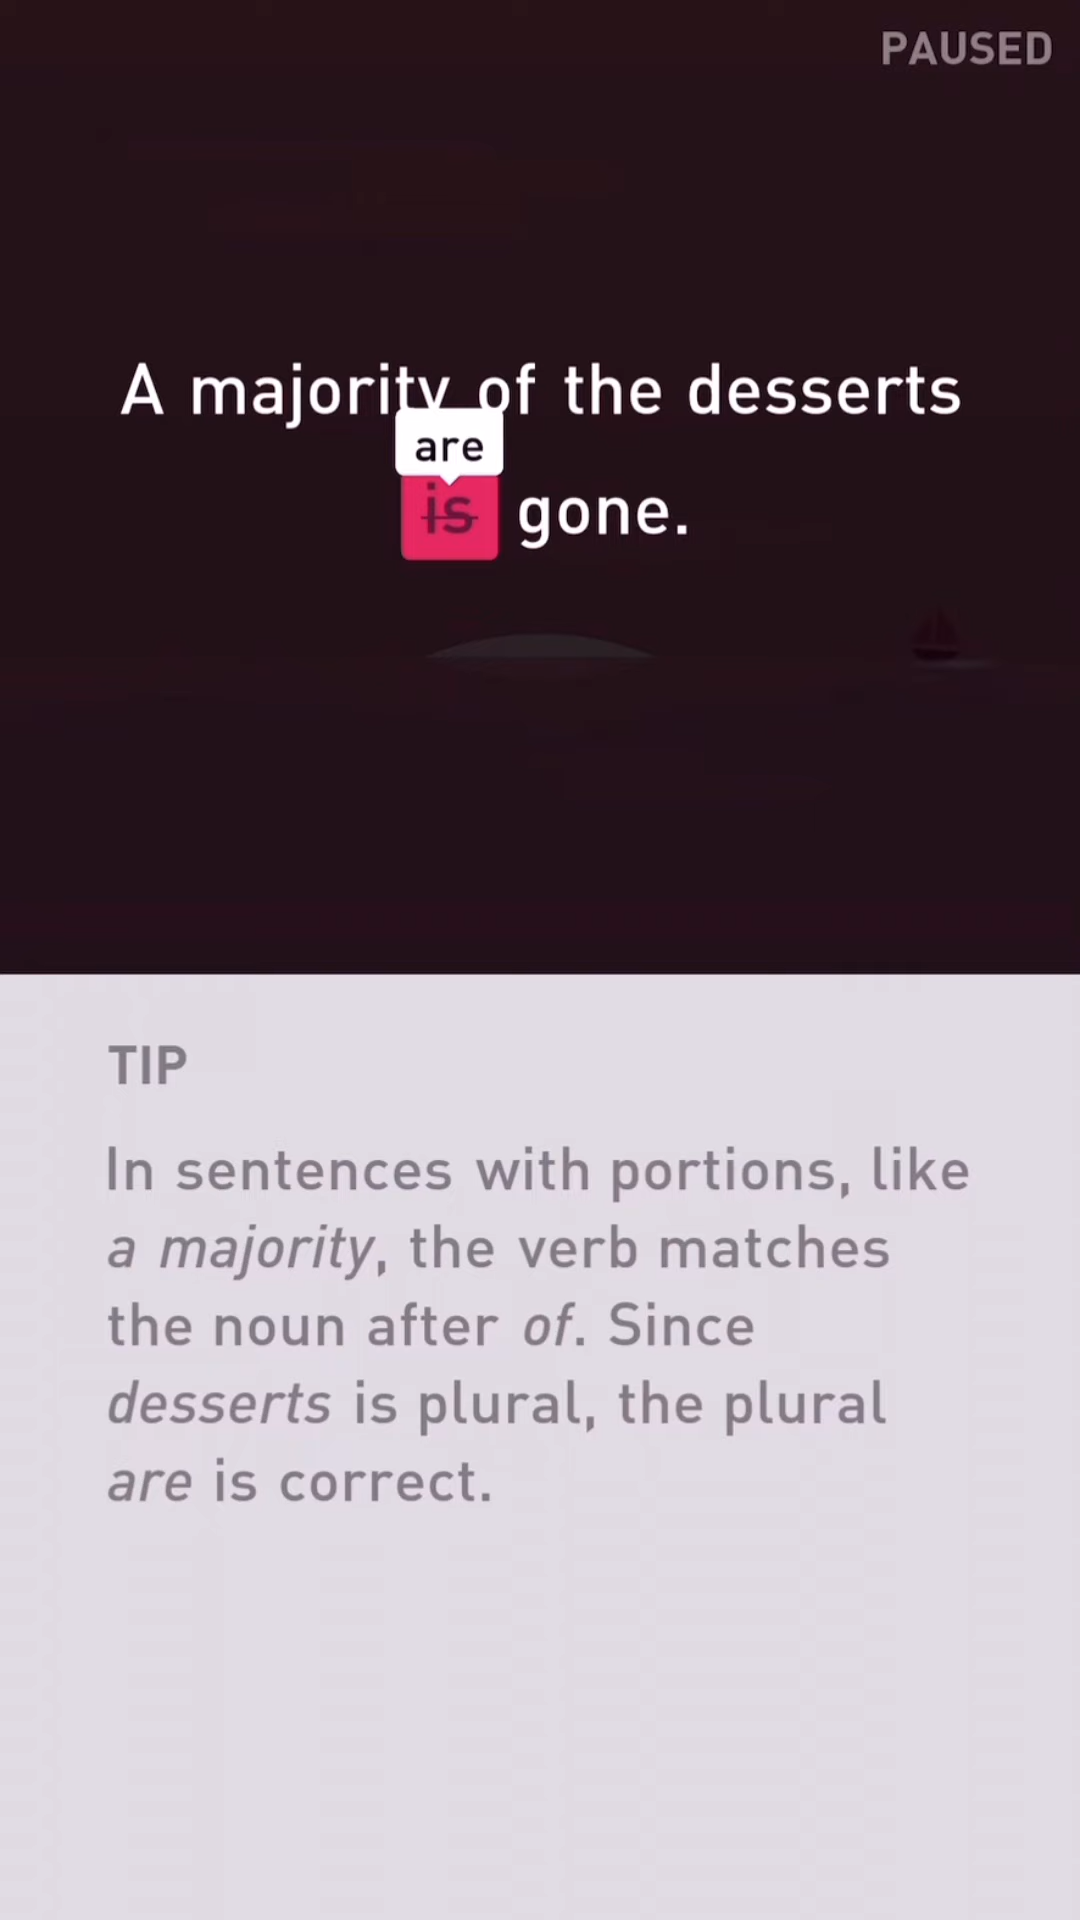 PAUSED
A majority of the desserts
are
is gone.
TIP
In sentences with portions, like
a majority, the verb matches
the noun after of. Since
desserts is plural, the plural
are is correct.